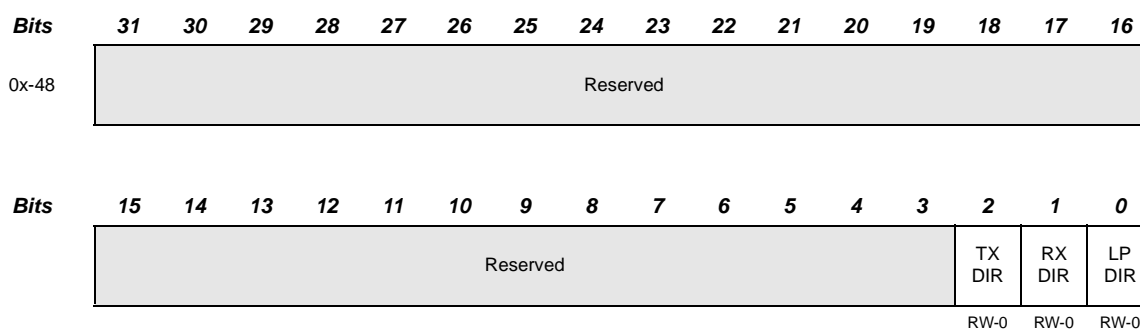 Bits 31 30 29 28 27 26 25 24 23 22 21 20 19 18 17 16
0x-48 Reserved
Bits 15 14 13 12 11 10 9 8 7 6 5 4 3 2 1 0
Reserved TX DIR RX DIR LP DIR
RW-0 RW-0 RW-0